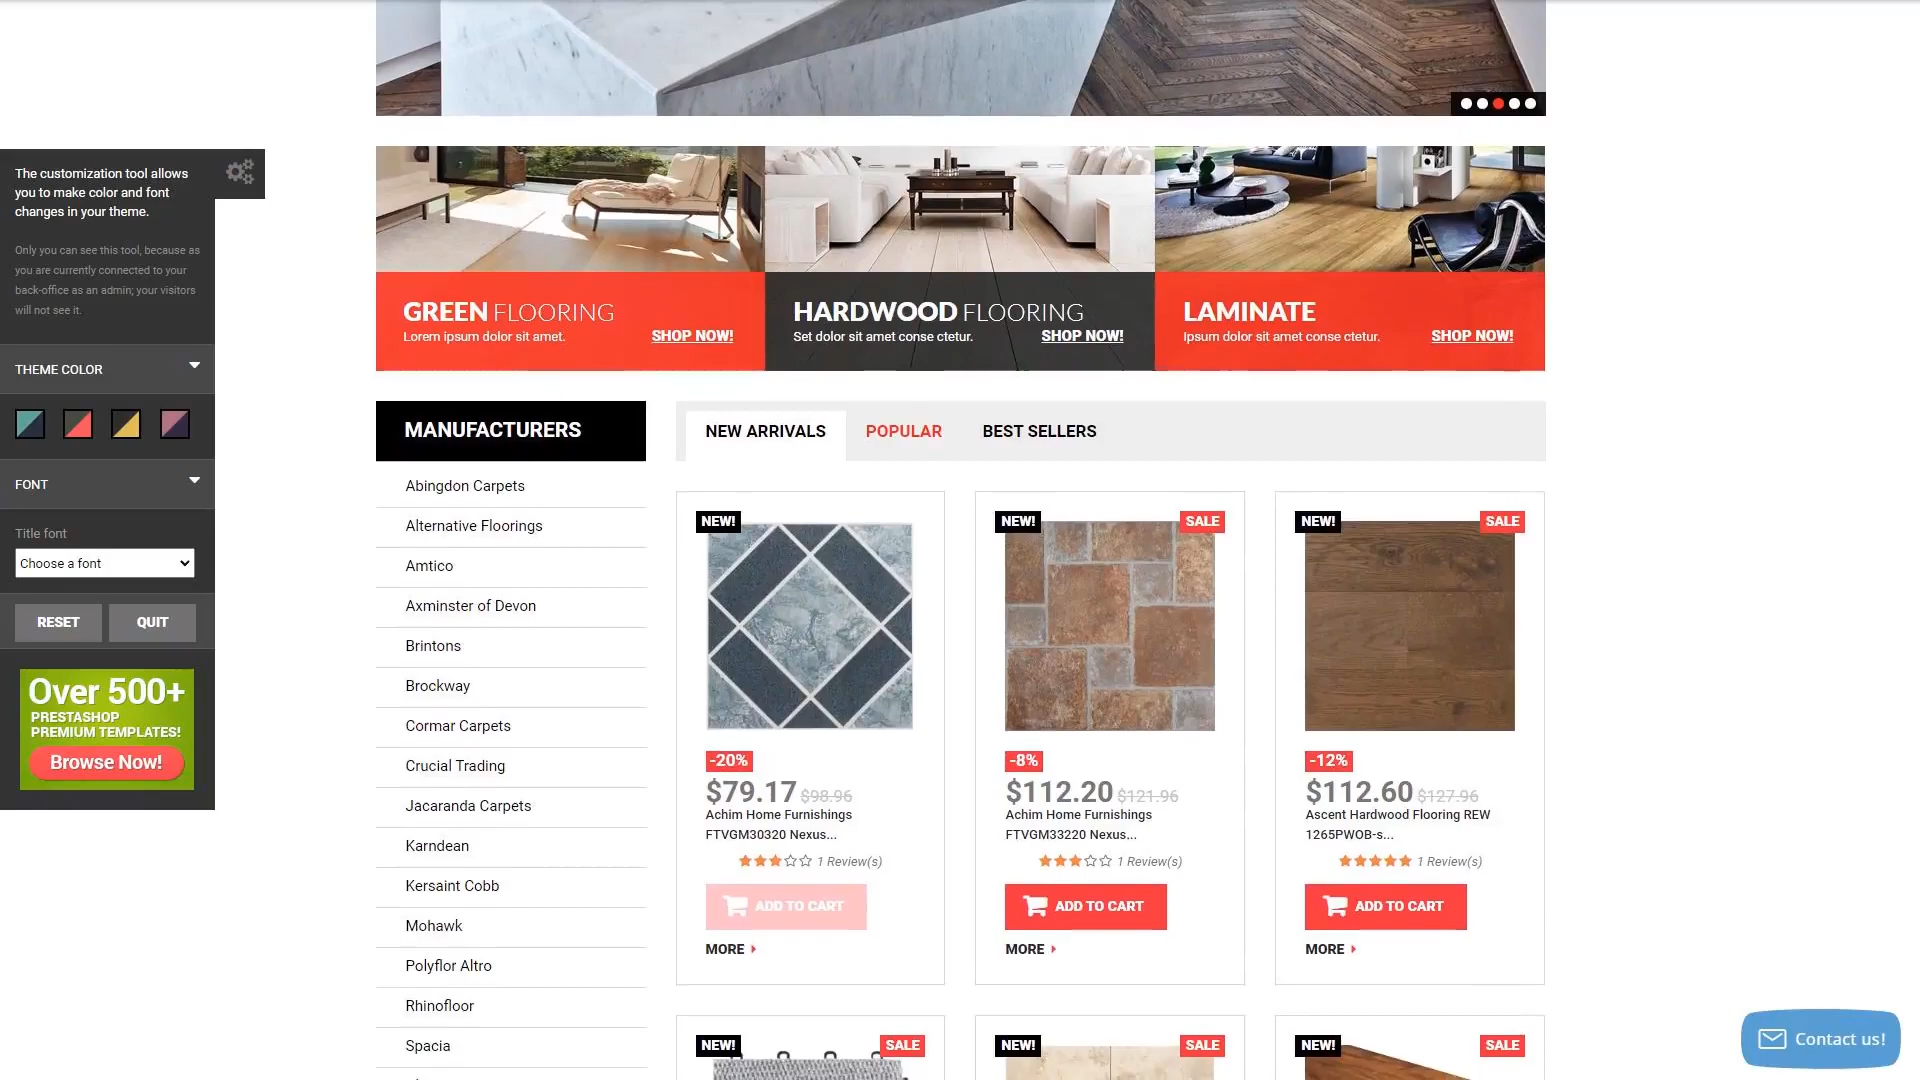 The customization tool allows
you to make color and font
changes in your theme.
Only you can see this tool, because as
you are currently connected to your
back-office as an admin; your visitors
will not see it.
THEME COLOR
FONT
Title font
Choose a font
RESET QUIT
Over 500+
PRESTASHOP
PREMIUM TEMPLATES!
Browse Now!
GREEN FLOORING
Lorem ipsum dolor sit amet.
SHOP NOW!
HARDWOOD FLOORING
Set dolor sit amet conse ctetur.
SHOP NOW!
LAMINATE
Ipsum dolor sit amet conse ctetur.
SHOP NOW!
MANUFACTURERS
Abingdon Carpets
Alternative Floorings
Amtico
Axminster of Devon
Brintons
Brockway
Cormar Carpets
Crucial Trading
Jacaranda Carpets
Karndean
Kersaint Cobb
Mohawk
Polyflor Altro
Rhinofloor
Spacia
NEW ARRIVALS POPULAR BEST SELLERS
NEW!
-20%
$79.17 $98.96
Achim Home Furnishings
FTVGM30320 Nexus...
1 Review(s)
ADD TO CART
MORE
NEW! SALE
-8%
$112.20 $121.96
Achim Home Furnishings
FTVGM33220 Nexus...
1 Review(s)
ADD TO CART
MORE
NEW! SALE
-12%
$112.60 $127.96
Ascent Hardwood Flooring REW
1265PWOB-s...
1 Review(s)
ADD TO CART
MORE
NEW! SALE
NEW! SALE
NEW! SALE
Contact us!